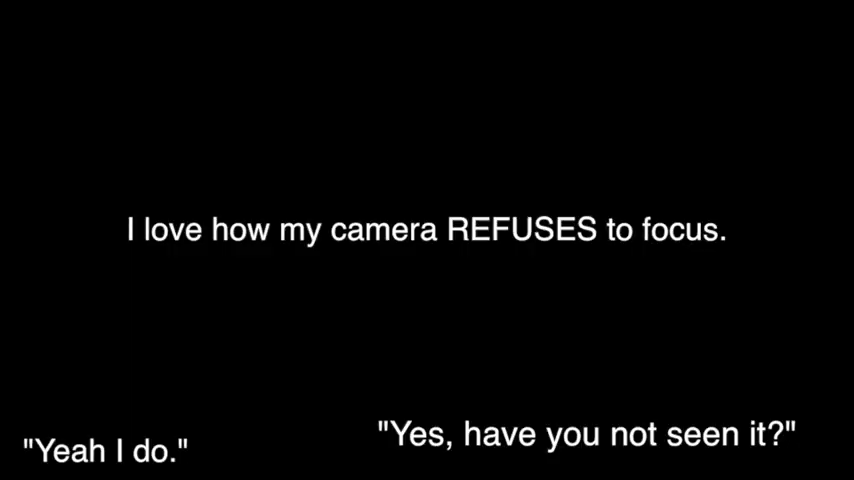 I love how my camera REFUSES to focus.
"Yeah I do."
"Yes, have you not seen it?"